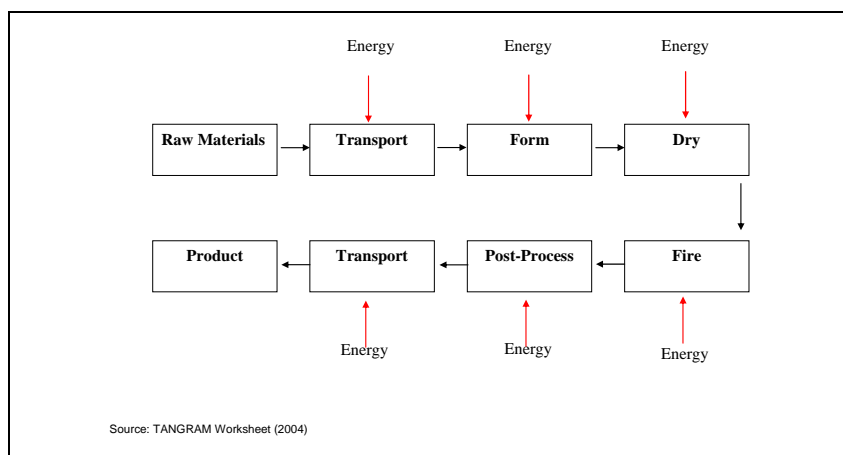 Energy Energy Energy
Raw Materials Transport Form Dry
Product Transport Post-Process Fire
Energy Energy Energy
Source: TANGRAM Worksheet (2004)